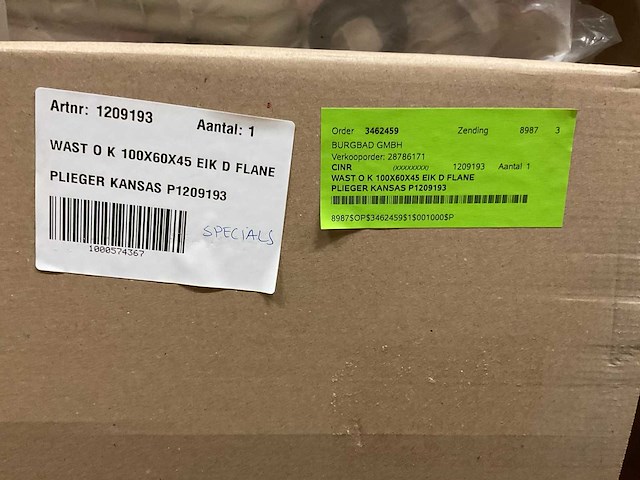 Artnr: 1209193
Aantal: 1
WAST O K 100X60X45 EIK D FLANE
PLIEGER KANSAS P1209193
1000574367
SPECIALS
Order 3462459 Zending 8987 3
BURGBAD GMBH
Verkooporder: 28786171
CINR (XXXXXXXX) 1209193 Aantal 1
WAST O K 100X60X45 EIK D FLANE
PLIEGER KANSAS P1209193
8987$OP$3462459$1$001000$P